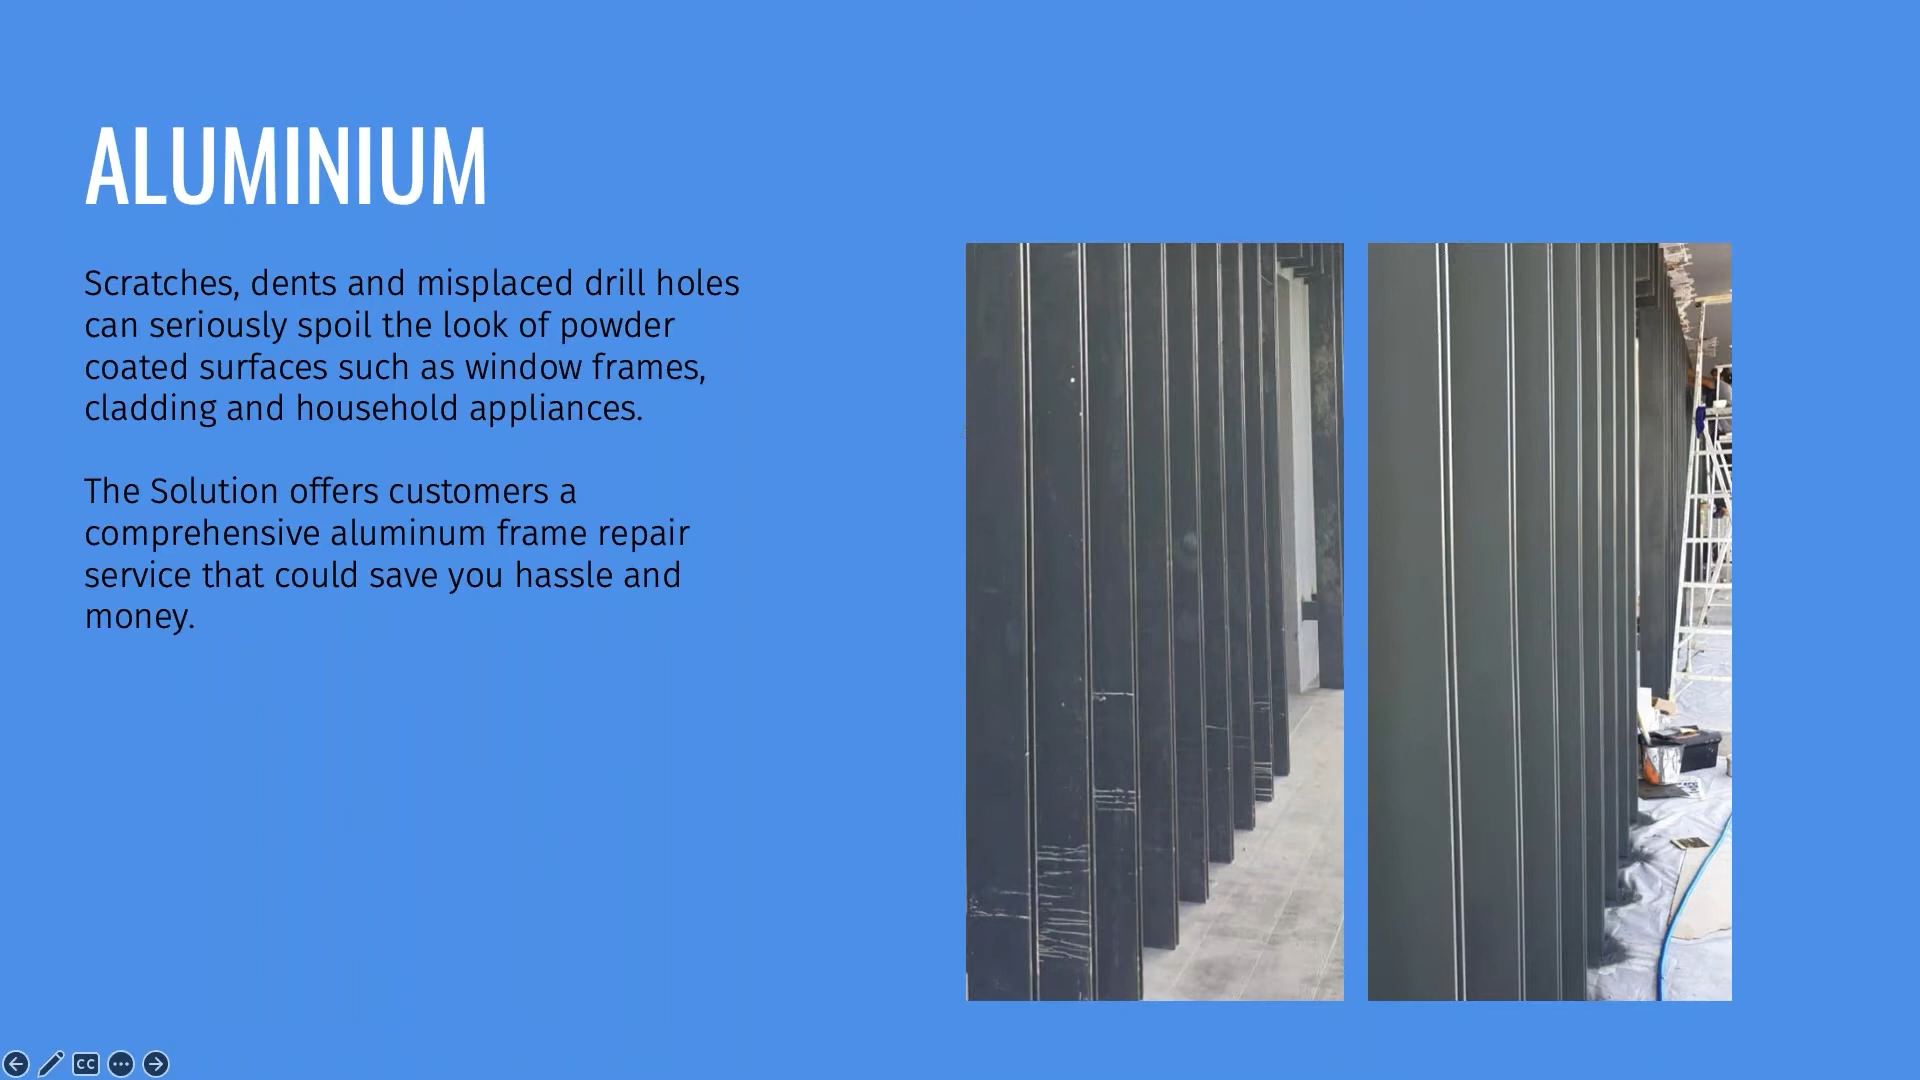 ALUMINIUM
Scratches, dents and misplaced drill holes
can seriously spoil the look of powder
coated surfaces such as window frames,
cladding and household appliances.
The Solution offers customers a
comprehensive aluminum frame repair
service that could save you hassle and
money.
CC